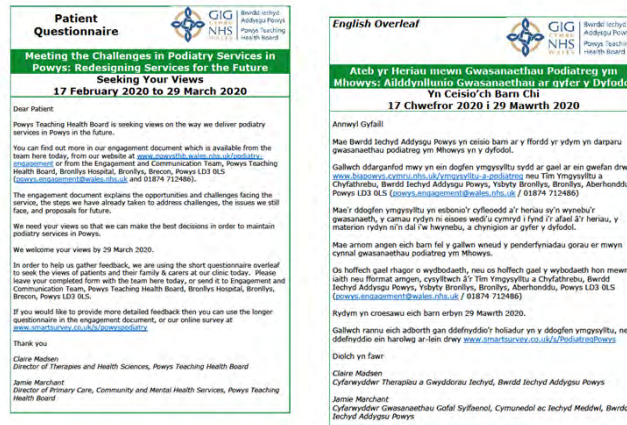 Patient
Questionnaire
GIG
CYMRU
NHS
WALES
Bwrdd Iechyd
Addysgu Powys
Powys Teaching
Health Board
Meeting the Challenges in Podiatry Services in
Powys: Redesigning Services for the Future
Seeking Your Views
17 February 2020 to 29 March 2020
Dear Patient
Powys Teaching Health Board is seeking views on the way we deliver podiatry
services in Powys in the future.
You can find out more in our engagement document which is available from the
team here today, from our website at www.powysthb.wales.nhs.uk/podiatry-
engagement or from the Engagement and Communication Team, Powys Teaching
Health Board, Bronllys Hospital, Bronllys, Brecon, Powys LD3 0LS
(powys.engagement@wales.nhs.uk and 01874 712486).
The engagement document explains the opportunities and challenges facing the
service, the steps we have already taken to address challenges, the issues we still
face, and proposals for future.
We need your views so that we can make the best decisions in order to maintain
podiatry services in Powys.
We welcome your views by 29 March 2020.
In order to help us gather feedback, we are using the short questionnaire overleaf
to seek the views of patients and their family & carers at our clinic today. Please
leave your completed form with the team here today, or send it to Engagement and
Communication Team, Powys Teaching Health Board, Bronllys Hospital, Bronllys,
Brecon, Powys LD3 0LS.
If you would like to provide more detailed feedback then you can use the longer
questionnaire in the engagement document, or our online survey at
www.smartsurvey.co.uk/s/powyspodiatry
Thank you
Claire Madsen
Director of Therapies and Health Sciences, Powys Teaching Health Board
Jamie Marchant
Director of Primary Care, Community and Mental Health Services, Powys Teaching
Health Board
English Overleaf
GIG
CYMRU
NHS
WALES
Bwrdd Iechyd
Addysgu Powys
Powys Teaching
Health Board
Ateb yr Heriau mewn Gwasanaethau Podiatreg ym
Mhowys: Ailddynllunio Gwasanaethau ar gyfer y Dyfodo
Yn Ceisio'ch Barn Chi
17 Chwefror 2020 i 29 Mawrth 2020
Annwyl Gyfaill
Mae Bwrdd Iechyd Addysgu Powys yn ceisio barn ar y ffordd yr ydym yn darparu
gwasanaethau podiatreg ym Mhowys yn y dyfodol.
Gallwch ddarganfod mwy yn ein dogfen ymgysylltu sydd ar gael ar ein gwefan drw
www.biapowys.cymru.nhs.uk/ymgysylltu-a-podiatreg neu Tîm Ymgysylltu a
Chyfathrebu, Bwrdd Iechyd Addysgu Powys, Ysbyty Bronllys, Bronllys, Aberhonddu
Powys LD3 0LS (powys.engagement@wales.nhs.uk / 01874 712486)
Mae'r ddogfen ymgysylltu yn esbonio'r cyfleoedd a'r heriau sy'n wynebu'r
gwasanaeth, y camau rydym ni eisoes wedi'u cymryd i fynd i'r afael â'r heriau, y
materion rydym ni'n dal i'w hwynebu, a chynigion ar gyfer y dyfodol.
Mae arnom angen eich barn fel y gallwn wneud y penderfyniadau gorau er mwyn
cynnal gwasanaethau podiatreg ym Mhowys.
Os hoffech gael rhagor o wybodaeth, neu os hoffech gael y wybodaeth hon mewn
iaith neu fformat amgen, cysylltwch â'r Tîm Ymgysylltu a Chyfathrebu, Bwrdd
Iechyd Addysgu Powys, Ysbyty Bronllys, Bronllys, Aberhonddu, Powys LD3 0LS
(powys.engagement@wales.nhs.uk / 01874 712486)
Rydym yn croesawu eich barn erbyn 29 Mawrth 2020.
Gallwch rannu eich adborth gan ddefnyddio'r holiadur yn y ddogfen ymgysylltu, ne
ddefnyddio ein harolwg ar-lein drwy www.smartsurvey.co.uk/s/PodiatregPowys
Diolch yn fawr
Claire Madsen
Cyfarwyddwr Therapïau a Gwyddorau Iechyd, Bwrdd Iechyd Addysgu Powys
Jamie Marchant
Cyfarwyddwr Gwasanaethau Gofal Sylfaenol, Cymunedol ac Iechyd Meddwl, Bwrdd
Iechyd Addysgu Powys